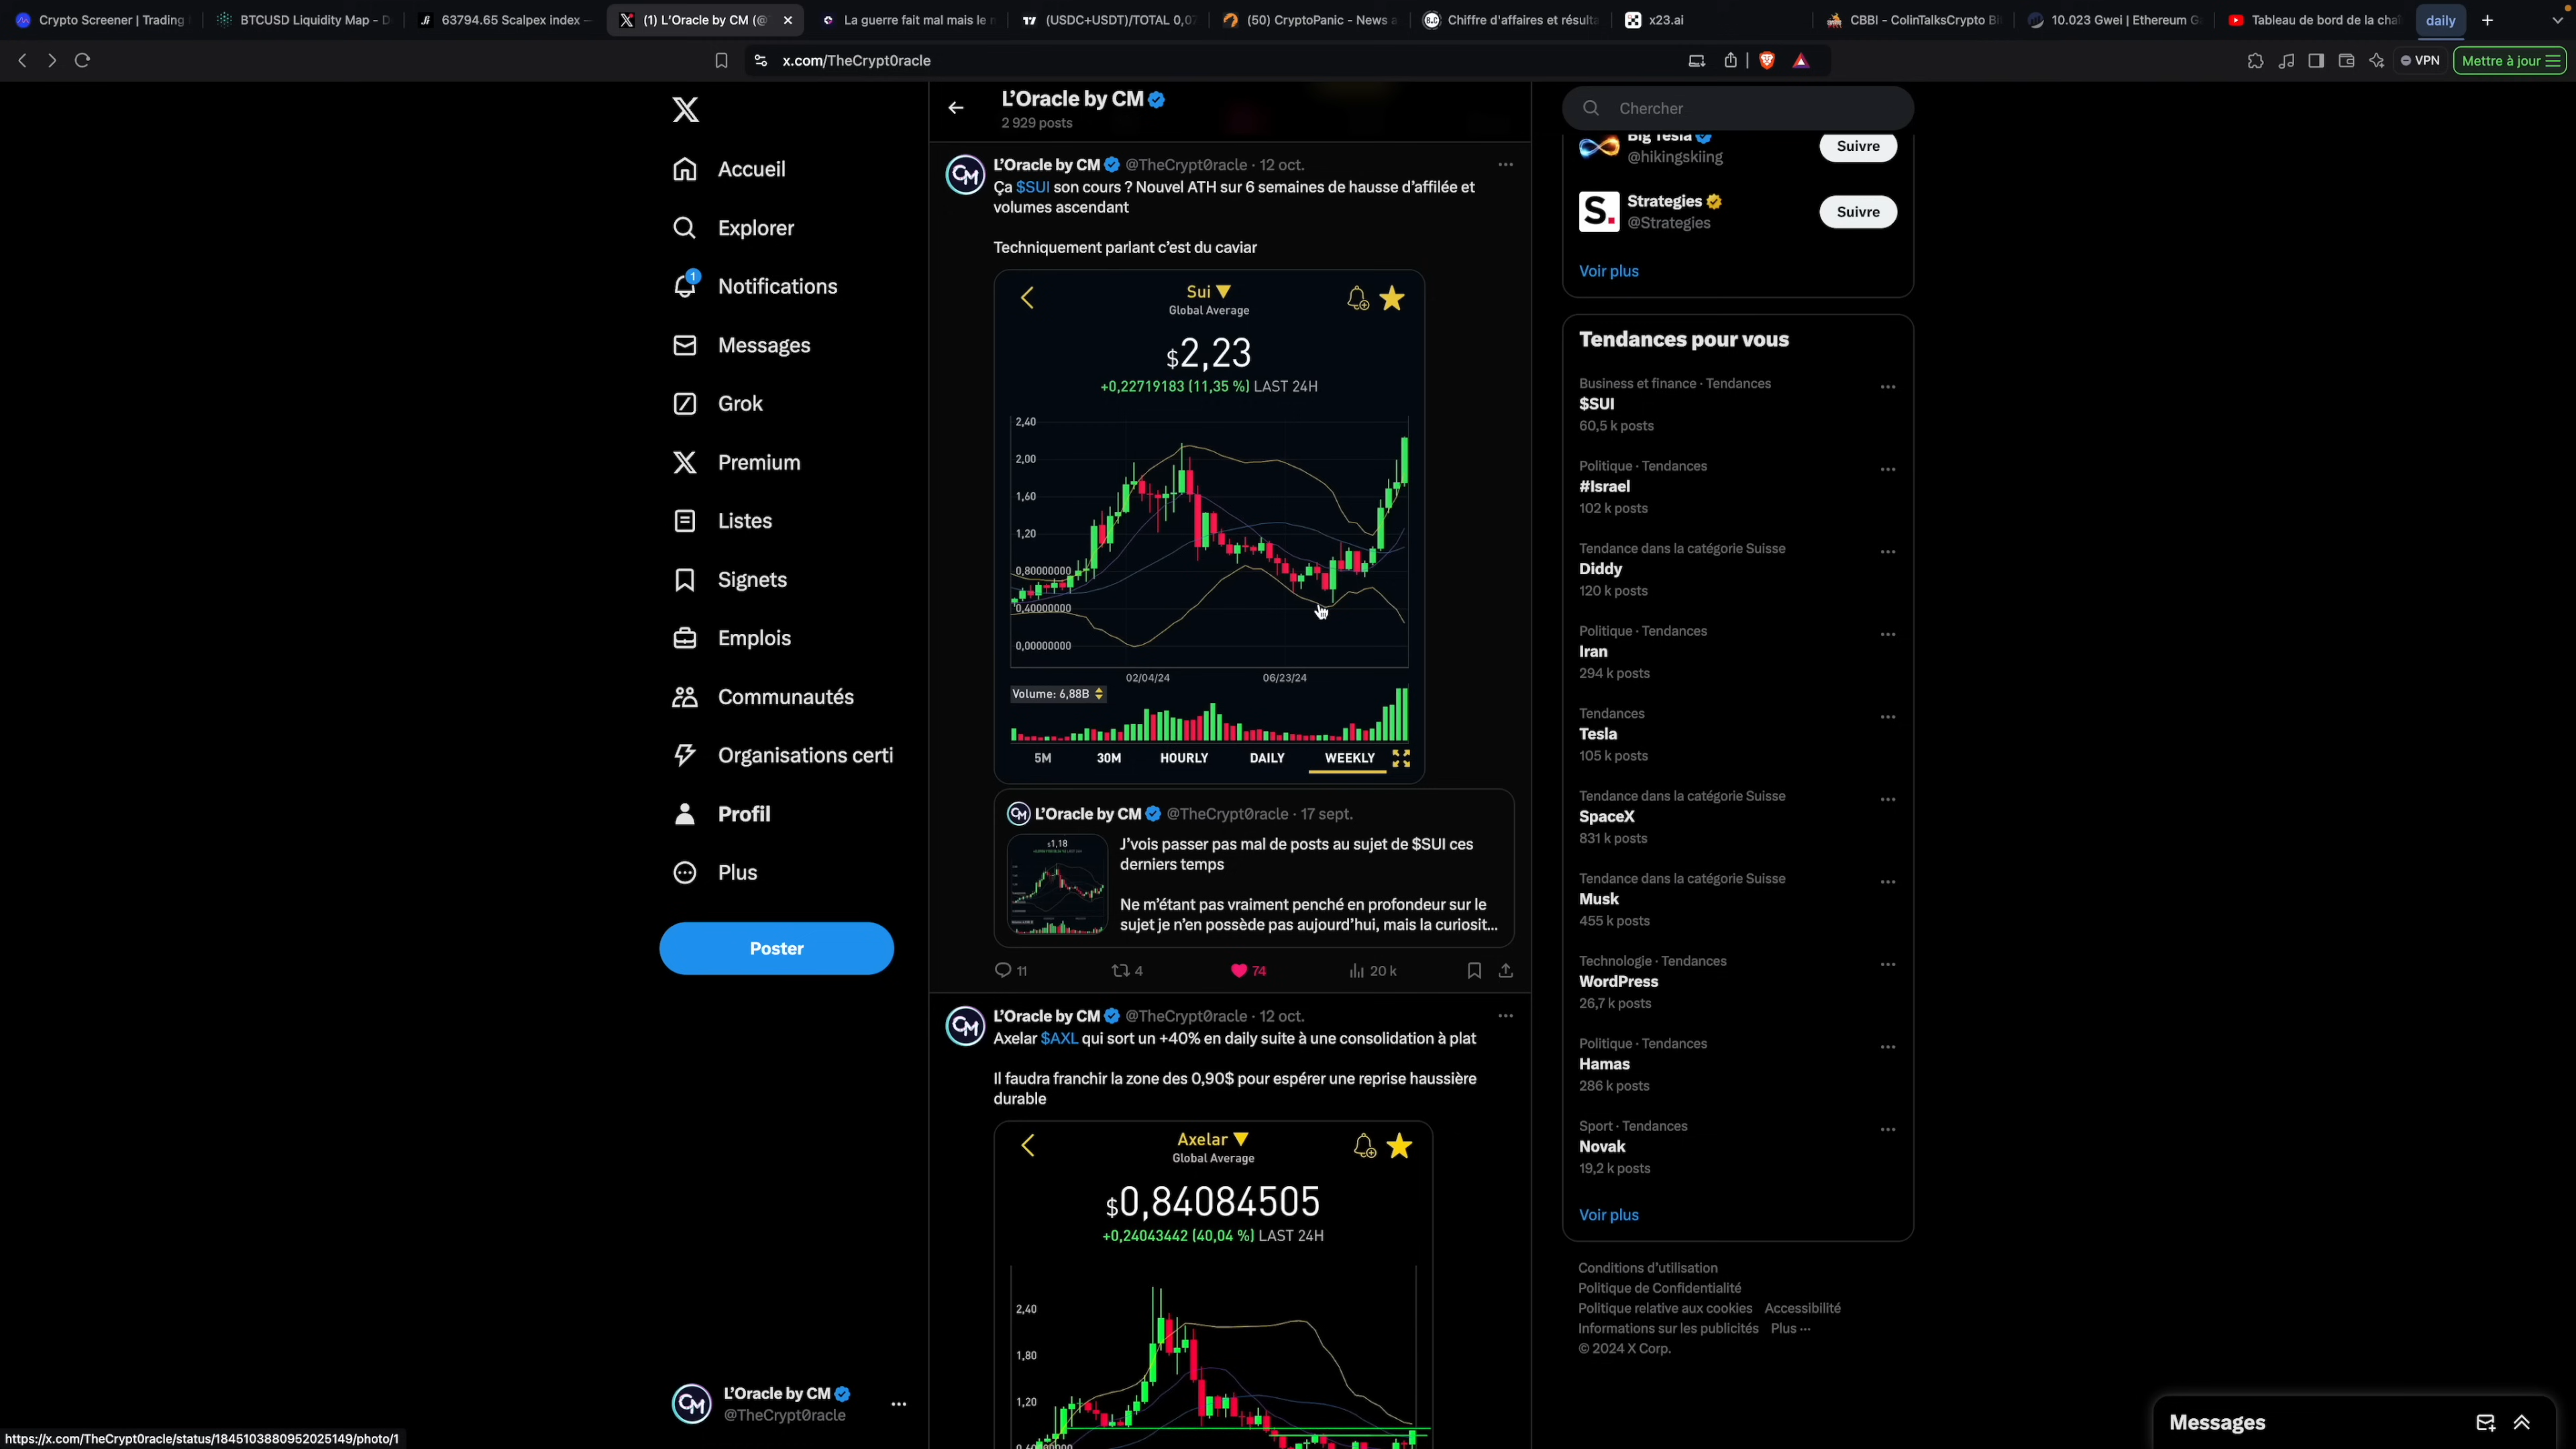 Crypto Screener | Trading
BTCUSD Liquidity Map - D
63794.65 Scalpex index –
(1) L'Oracle by CM (@
La guerre fait mal mais le
(USDC+USDT)/TOTAL 0,0
(50) CryptoPanic - News
Chiffre d'affaires et résulta
x23.ai
CBBI - ColinTalksCrypto
10.023 Gwei | Ethereum
Tableau de bord de la cha
daily
x.com/TheCrypt0racle
VPN
Mettre à jour
Accueil
Explorer
1
Notifications
Messages
Grok
Premium
Listes
Signets
Emplois
Communautés
Organisations certi
Profil
Plus
Poster
L'Oracle by CM
@TheCrypt0racle
https://x.com/TheCrypt0racle/status/1845103880952025149/photo/1
L'Oracle by CM
2 929 posts
L'Oracle by CM @TheCrypt0racle · 12 oct.
Ça $SUI son cours ? Nouvel ATH sur 6 semaines de hausse d'affilée et
volumes ascendant
Techniquement parlant c'est du caviar
Sui ▼
Global Average
$2,23
+0,22719183 (11,35 %) LAST 24H
2,40
2,00
1,60
1,20
0,80000000
0,40000000
0,00000000
02/04/24
06/23/24
Volume: 6,88B
5M
30M
HOURLY
DAILY
WEEKLY
L'Oracle by CM @TheCrypt0racle · 17 sept.
$1,18
J'vois passer pas mal de posts au sujet de $SUI ces
derniers temps
Ne m'étant pas vraiment penché en profondeur sur le
sujet je n'en possède pas aujourd'hui, mais la curiosit...
11
4
74
20 k
L'Oracle by CM @TheCrypt0racle · 12 oct.
Axelar $AXL qui sort un +40% en daily suite à une consolidation à plat
Il faudra franchir la zone des 0,90$ pour espérer une reprise haussière
durable
Axelar ▼
Global Average
$0,84084505
+0,24043442 (40,04 %) LAST 24H
2,40
1,80
1,20
Chercher
Big Tesla
@hikingskiing
Suivre
Strategies
@Strategies
Suivre
Voir plus
Tendances pour vous
Business et finance · Tendances
$SUI
60,5 k posts
Politique · Tendances
#Israel
102 k posts
Tendance dans la catégorie Suisse
Diddy
120 k posts
Politique · Tendances
Iran
294 k posts
Tendances
Tesla
105 k posts
Tendance dans la catégorie Suisse
SpaceX
831 k posts
Tendance dans la catégorie Suisse
Musk
455 k posts
Technologie · Tendances
WordPress
26,7 k posts
Politique · Tendances
Hamas
286 k posts
Sport · Tendances
Novak
19,2 k posts
Voir plus
Conditions d'utilisation
Politique de Confidentialité
Politique relative aux cookies Accessibilité
Informations sur les publicités Plus ···
© 2024 X Corp.
Messages